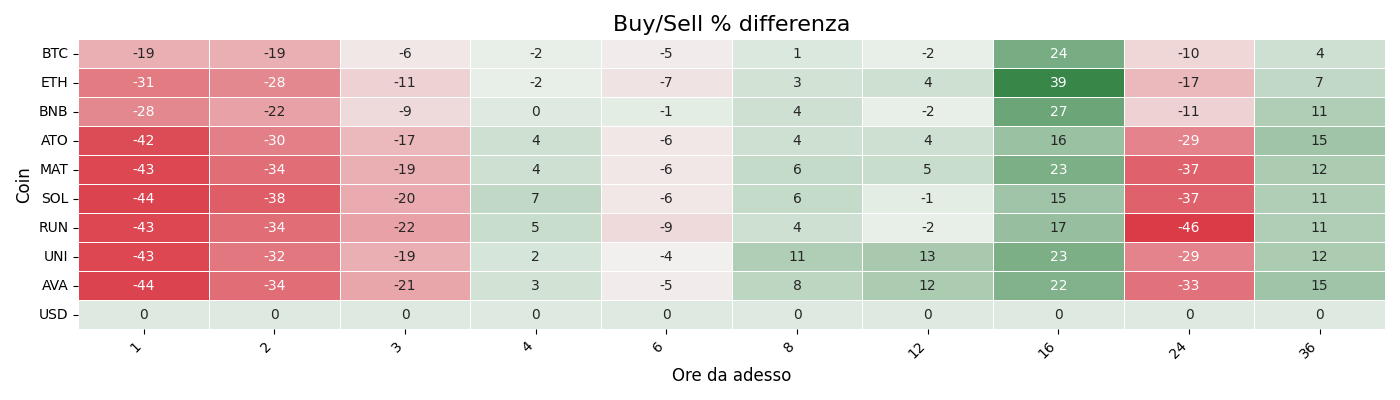 Buy/Sell % differenza
Coin
BTC -19 -19 -6 -2 -5 1 -2 24 -10 4
ETH -31 -28 -11 -2 -7 3 4 39 -17 7
BNB -28 -22 -9 0 -1 4 -2 27 -11 11
ATO -42 -30 -17 4 -6 4 4 16 -29 15
MAT -43 -34 -19 4 -6 6 5 23 -37 12
SOL -44 -38 -20 7 -6 6 -1 15 -37 11
RUN -43 -34 -22 5 -9 4 -2 17 -46 11
UNI -43 -32 -19 2 -4 11 13 23 -29 12
AVA -44 -34 -21 3 -5 8 12 22 -33 15
USD 0 0 0 0 0 0 0 0 0 0
1 2 3 4 6 8 12 16 24 36
Ore da adesso